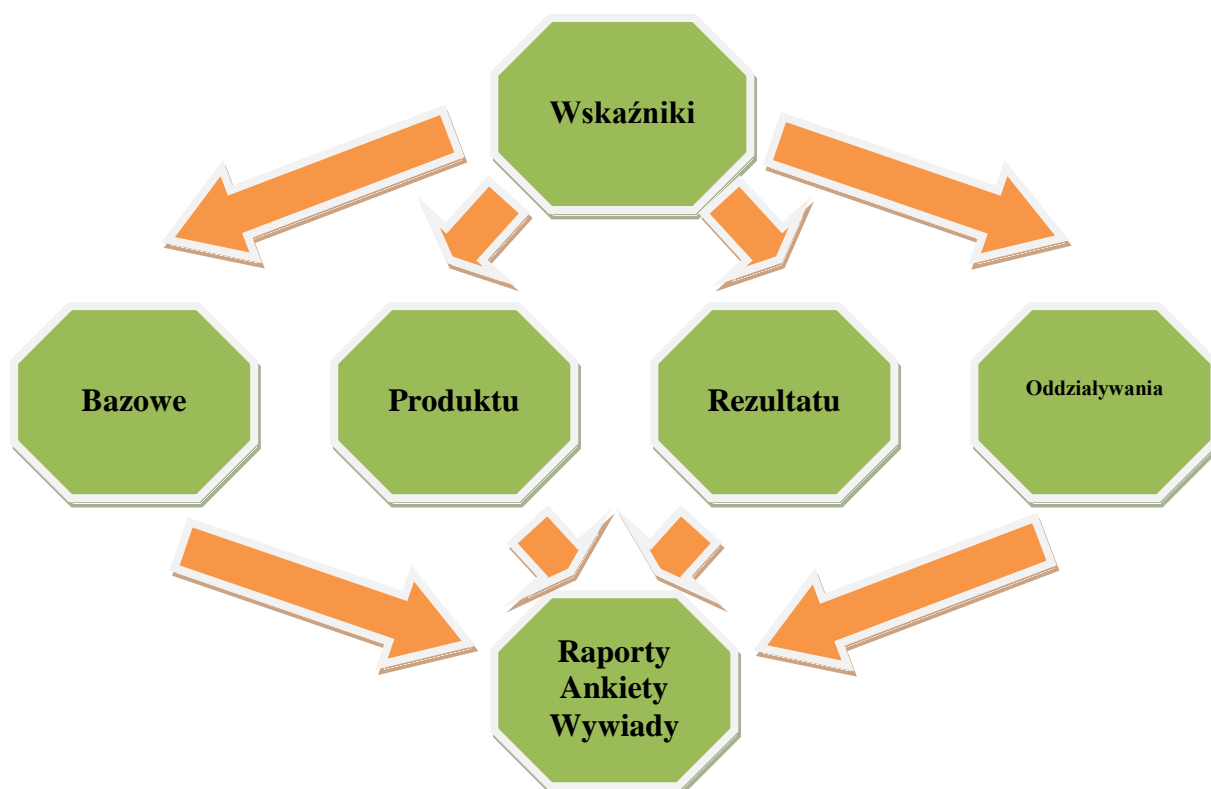 Wskaźniki
Bazowe
Produktu
Rezultatu
Oddziaływania
Raporty
Ankiety
Wywiady